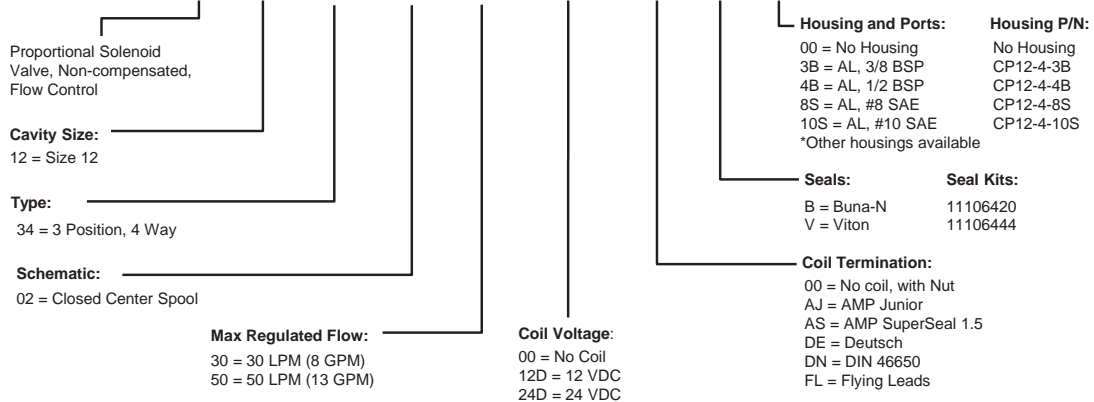 Proportional Solenoid
Valve, Non-compensated,
Flow Control
Cavity Size:
12 = Size 12
Type:
34 = 3 Position, 4 Way
Schematic:
02 = Closed Center Spool
Max Regulated Flow:
30 = 30 LPM (8 GPM)
50 = 50 LPM (13 GPM)
Coil Voltage:
00 = No Coil
12D = 12 VDC
24D = 24 VDC
Housing and Ports: Housing P/N:
00 = No Housing No Housing
3B = AL, 3/8 BSP CP12-4-3B
4B = AL, 1/2 BSP CP12-4-4B
8S = AL, #8 SAE CP12-4-8S
10S = AL, #10 SAE CP12-4-10S
*Other housings available
Seals: Seal Kits:
B = Buna-N 11106420
V = Viton 11106444
Coil Termination:
00 = No coil, with Nut
AJ = AMP Junior
AS = AMP SuperSeal 1.5
DE = Deutsch
DN = DIN 46650
FL = Flying Leads